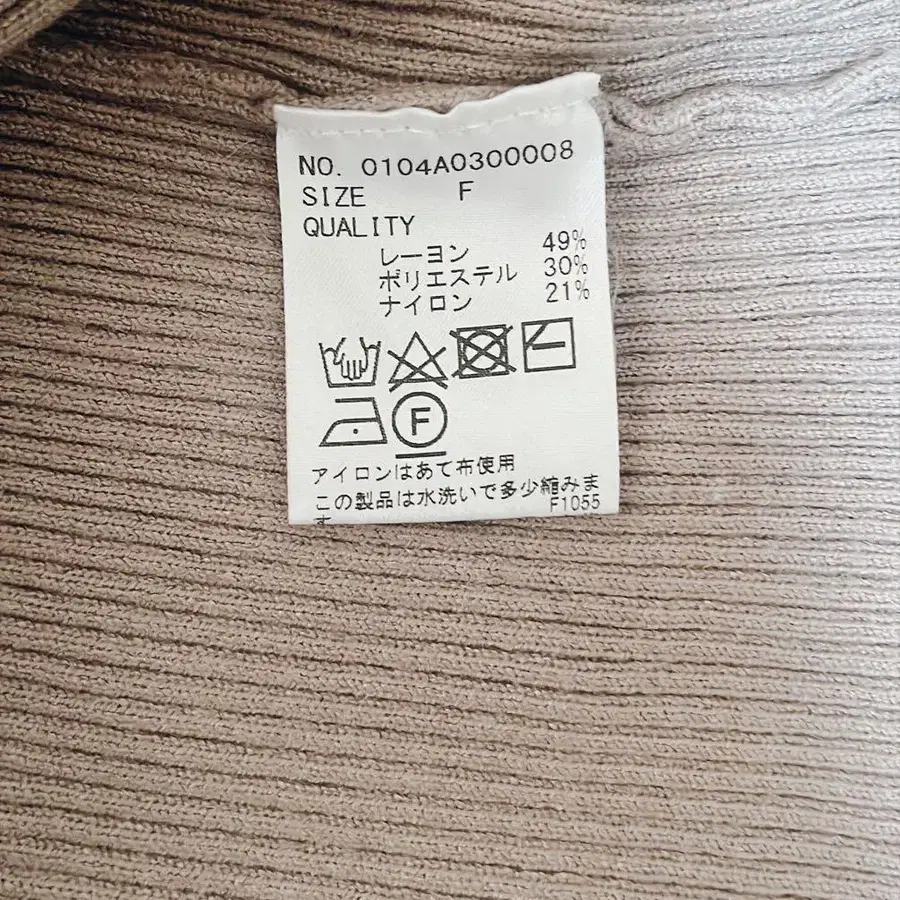 NO. 0104A0300008
SIZE F
QUALITY
レーヨン 49%
ポリエステル 30%
ナイロン 21%
F
アイロンはあて布使用
この製品は水洗いで多少縮みま
す
F1055